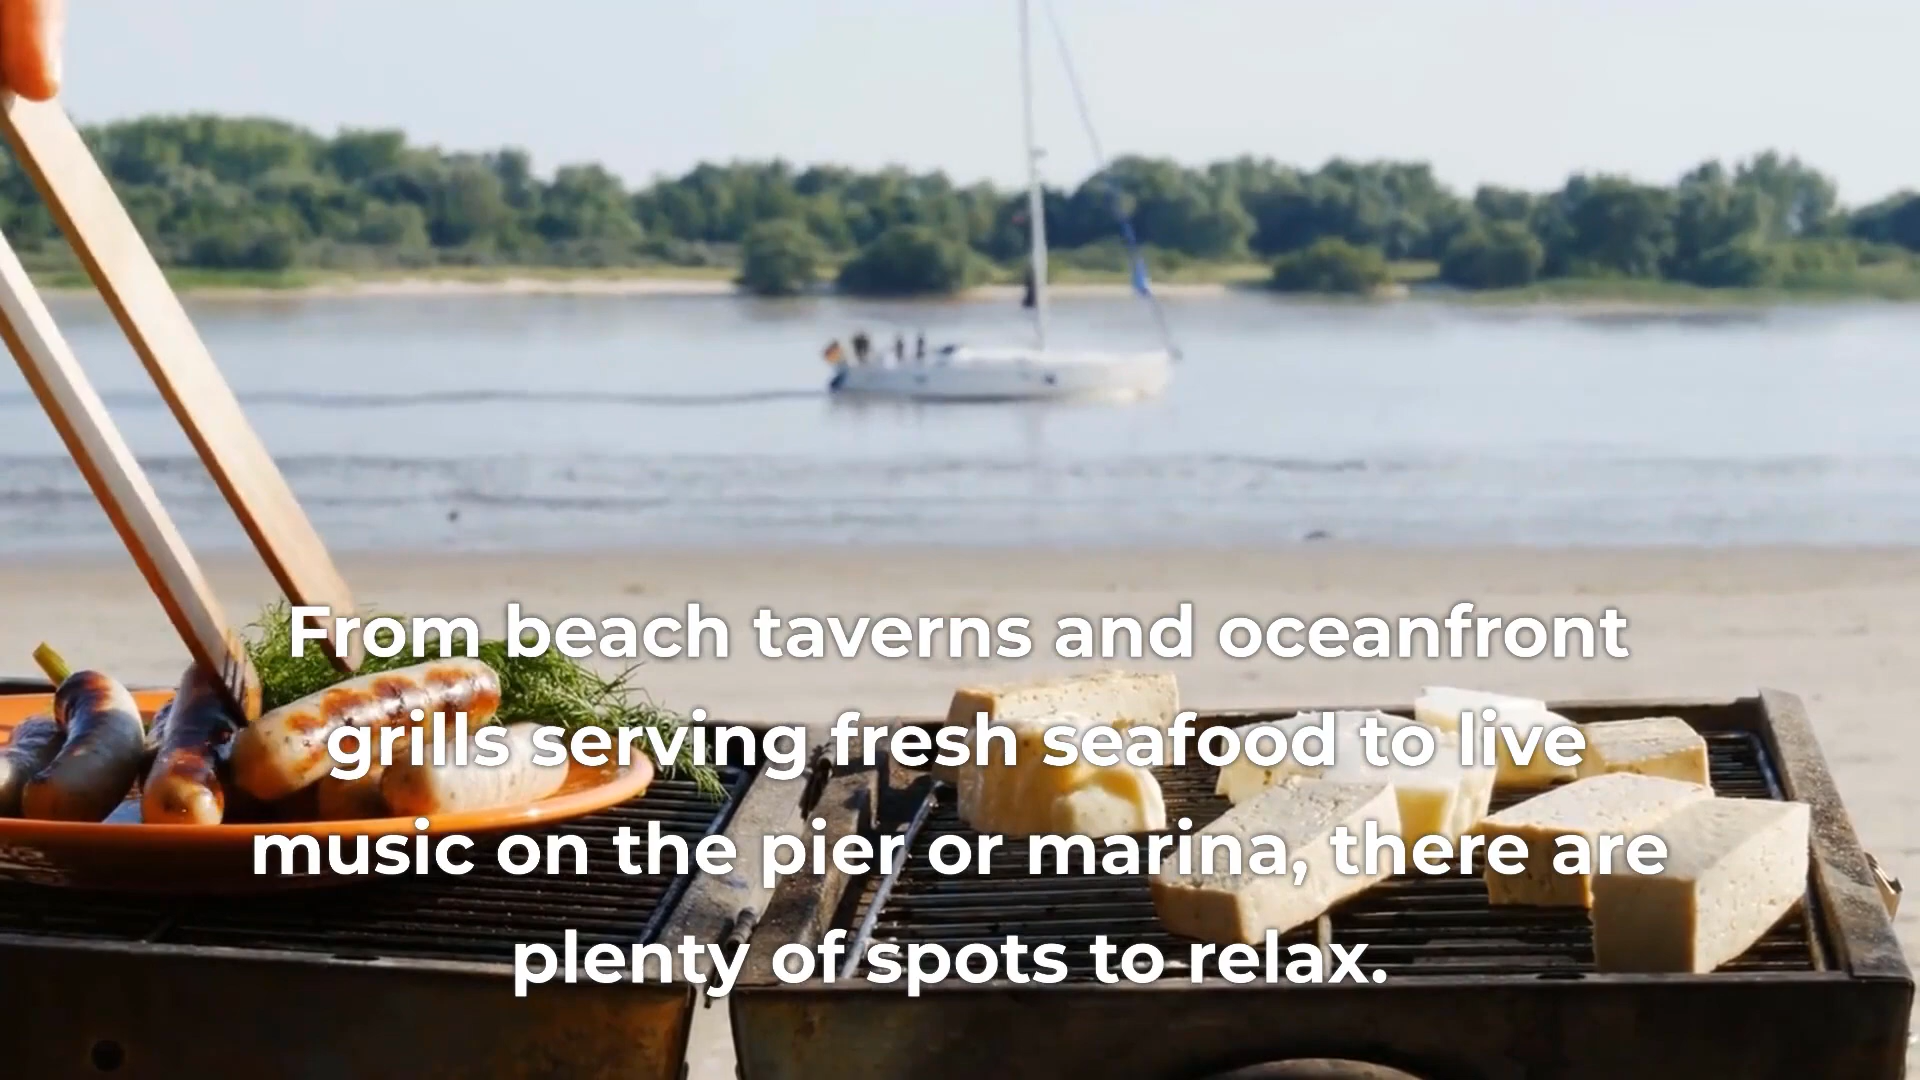 From beach taverns and oceanfront
grills serving fresh seafood to live
music on the pier or marina, there are
plenty of spots to relax.